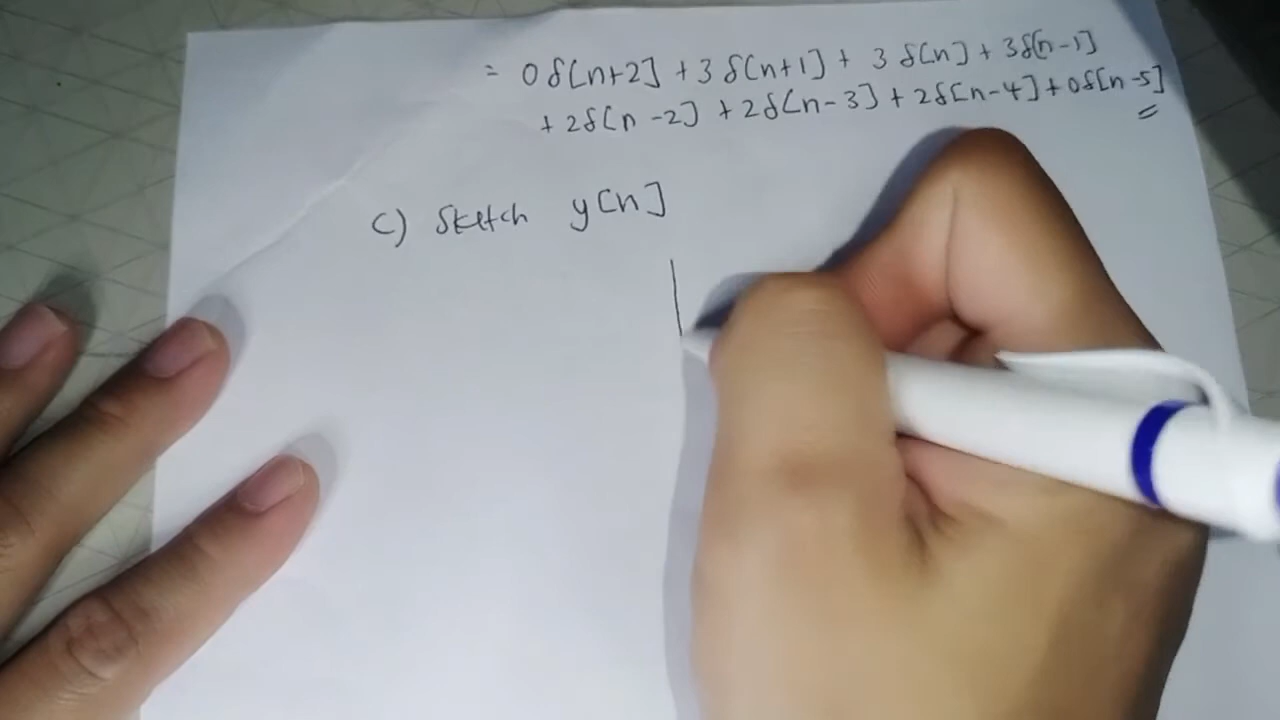 = 0δ[n+2] + 3δ[n+1] + 3δ[n] + 3δ[n-1]
+ 2δ[n-2] + 2δ[n-3] + 2δ[n-4] + 0δ[n-5]
c) Sketch y[n]